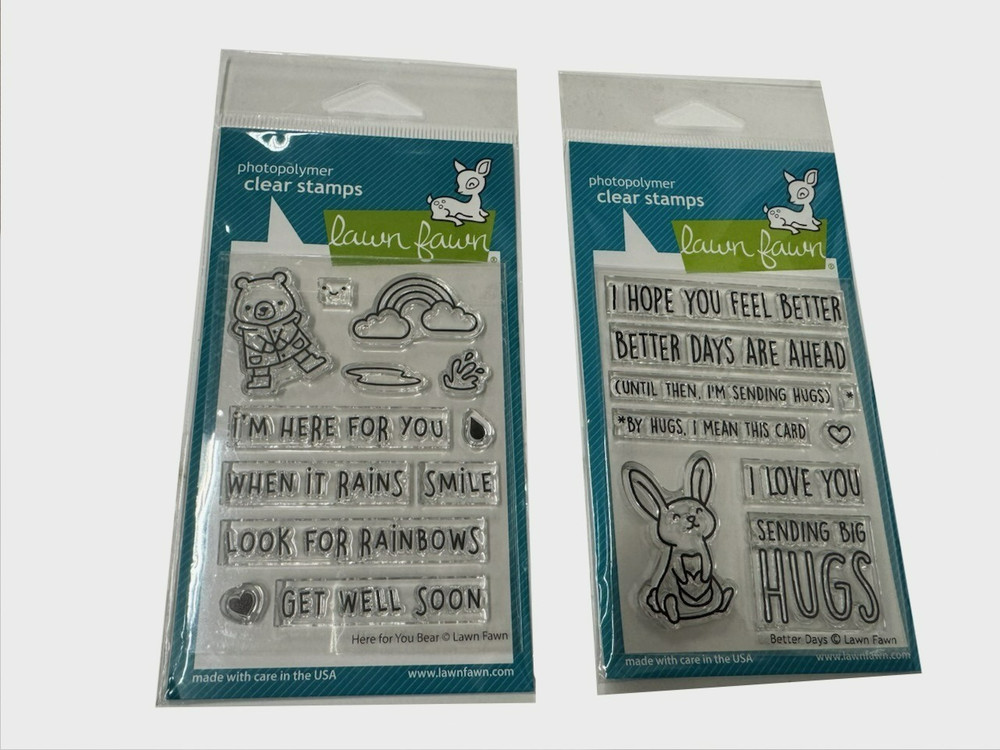 photopolymer
clear stamps
lawn fawn®
I'M HERE FOR YOU
WHEN IT RAINS
SMILE
LOOK FOR RAINBOWS
GET WELL SOON
Here for You Bear © Lawn Fawn
made with care in the USA
www.lawnfawn.com
photopolymer
clear stamps
lawn fawn®
I HOPE YOU FEEL BETTER
BETTER DAYS ARE AHEAD
(UNTIL THEN, I'M SENDING HUGS) *
*BY HUGS, I MEAN THIS CARD
I LOVE YOU
SENDING BIG
HUGS
Better Days © Lawn Fawn
made with care in the USA
www.lawnfawn.com